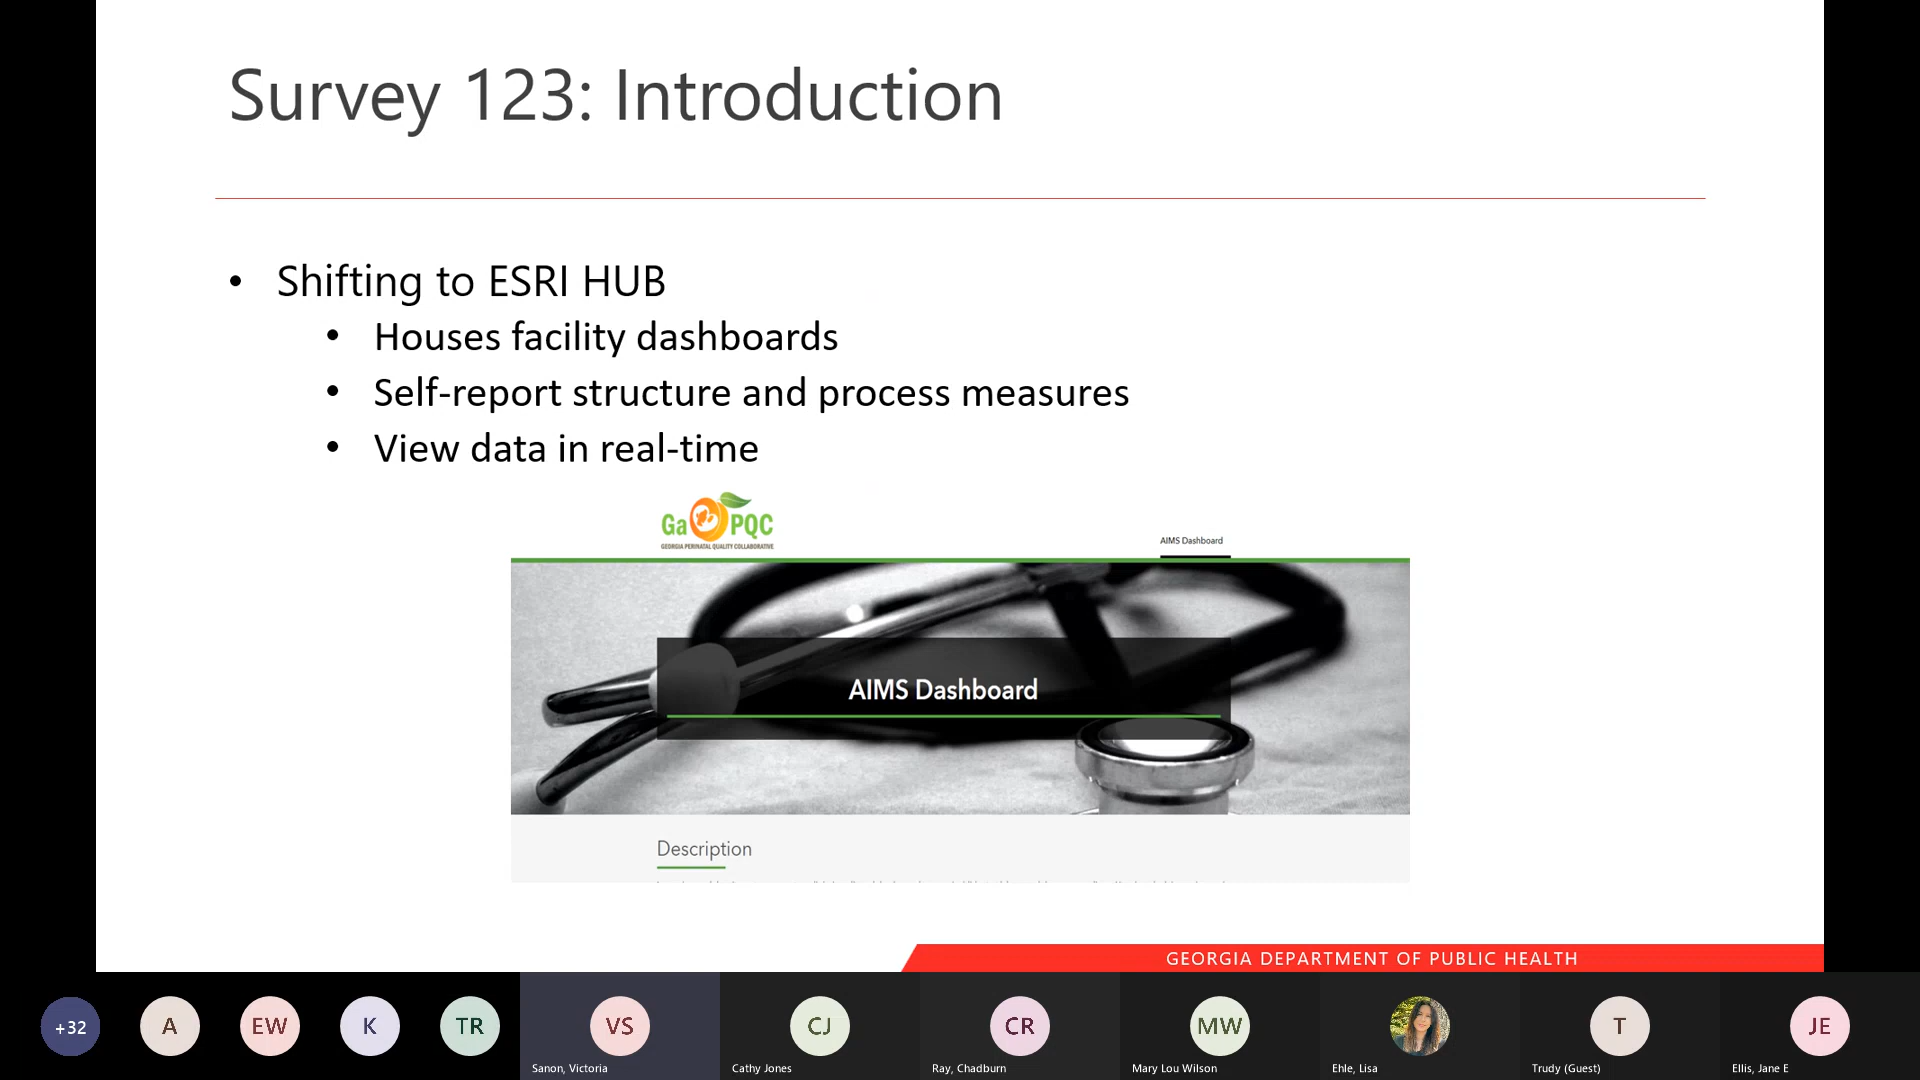 Survey 123: Introduction
• Shifting to ESRI HUB
• Houses facility dashboards
• Self-report structure and process measures
• View data in real-time
Ga PQC
GEORGIA PERINATAL QUALITY COLLABORATIVE
AIMS Dashboard
AIMS Dashboard
Description
GEORGIA DEPARTMENT OF PUBLIC HEALTH
+32
A
EW
K
TR
VS
CJ
CR
MW
T
JE
Sanon, Victoria
Cathy Jones
Ray, Chadburn
Mary Lou Wilson
Ehle, Lisa
Trudy (Guest)
Ellis, Jane E